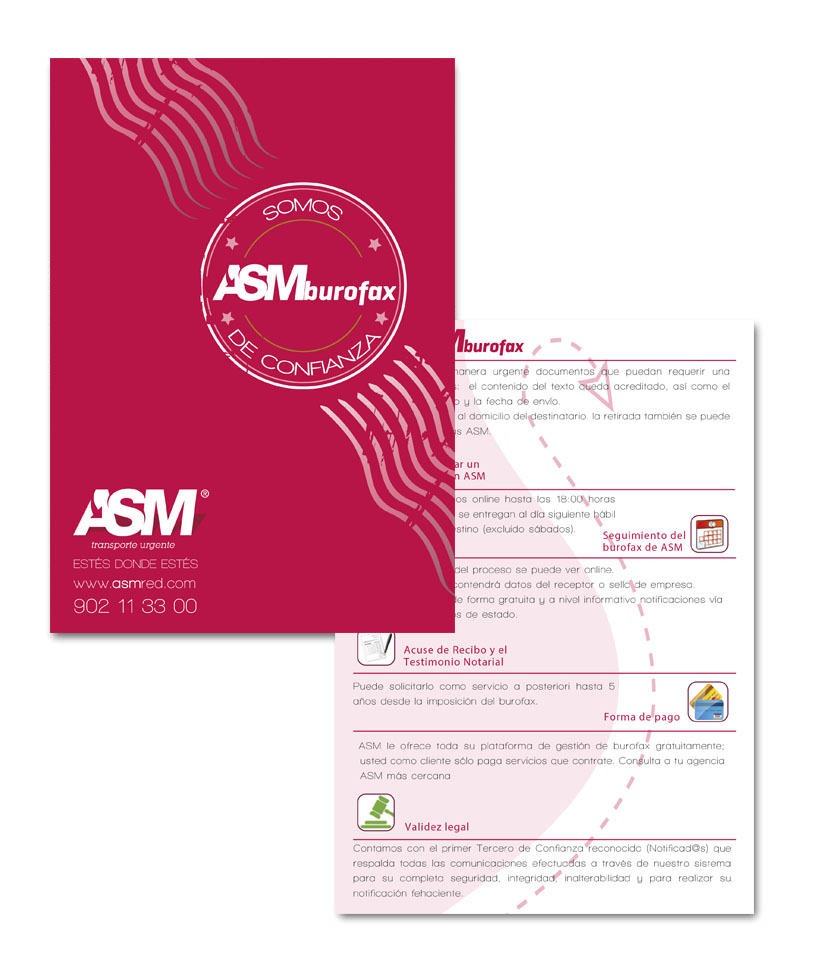 SOMOS
ASMburofax
DE CONFIANZA
ASM®
transporte urgente
ESTÉS DONDE ESTÉS
www.asmred.com
902 11 33 00
burofax
manera urgente documentos que puedan requerir una
el contenido del texto queda acreditado, así como el
y la fecha de envío.
al domicilio del destinatario. la retirada también se puede
ASM.
ar un
ASM
os online hasta las 18:00 horas
se entregan al día siguiente hábil
stino (excluido sábados).
Seguimiento del
burofax de ASM
del proceso se puede ver online.
contendrá datos del receptor o sello de empresa.
de forma gratuita y a nivel informativo notificaciones vía
os de estado.
Acuse de Recibo y el
Testimonio Notarial
Puede solicitarlo como servicio a posteriori hasta 5
años desde la imposición del burofax.
Forma de pago
ASM le ofrece toda su plataforma de gestión de burofax gratuitamente;
usted como cliente sólo paga servicios que contrate. Consulta a tu agencia
ASM más cercana
Validez legal
Contamos con el primer Tercero de Confianza reconocido (Notificad@s) que
respalda todas las comunicaciones efectuadas a través de nuestro sistema
para su completa seguridad, integridad, inalterabilidad y para realizar su
notificación fehaciente.